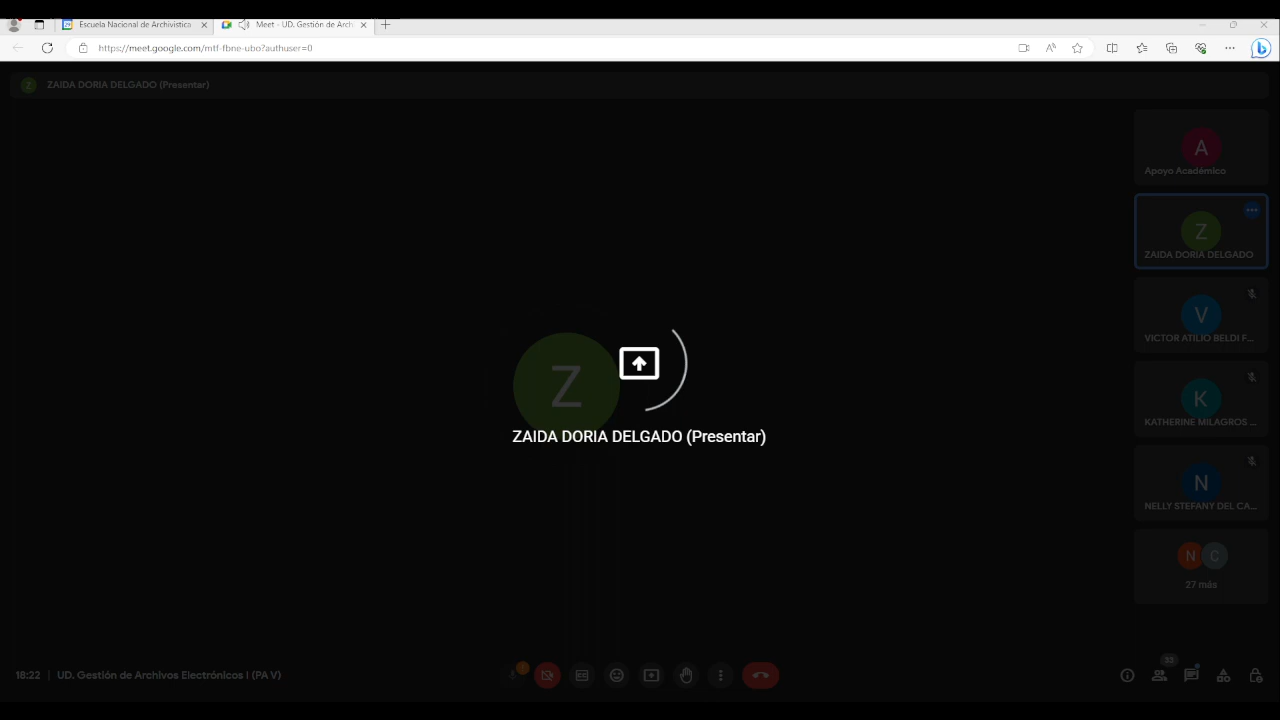 Escuela Nacional de Archivística
Meet - UD. Gestión de Arch
https://meet.google.com/mtf-fbne-ubo?authuser=0
Z
ZAIDA DORIA DELGADO (Presentar)
A
Apoyo Académico
Z
ZAIDA DORIA DELGADO
V
VICTOR ATILIO BELDI F...
K
KATHERINE MILAGROS ...
N
NELLY STEFANY DEL CA...
N C
27 más
Z
ZAIDA DORIA DELGADO (Presentar)
18:22 | UD. Gestión de Archivos Electrónicos I (PA V)
33